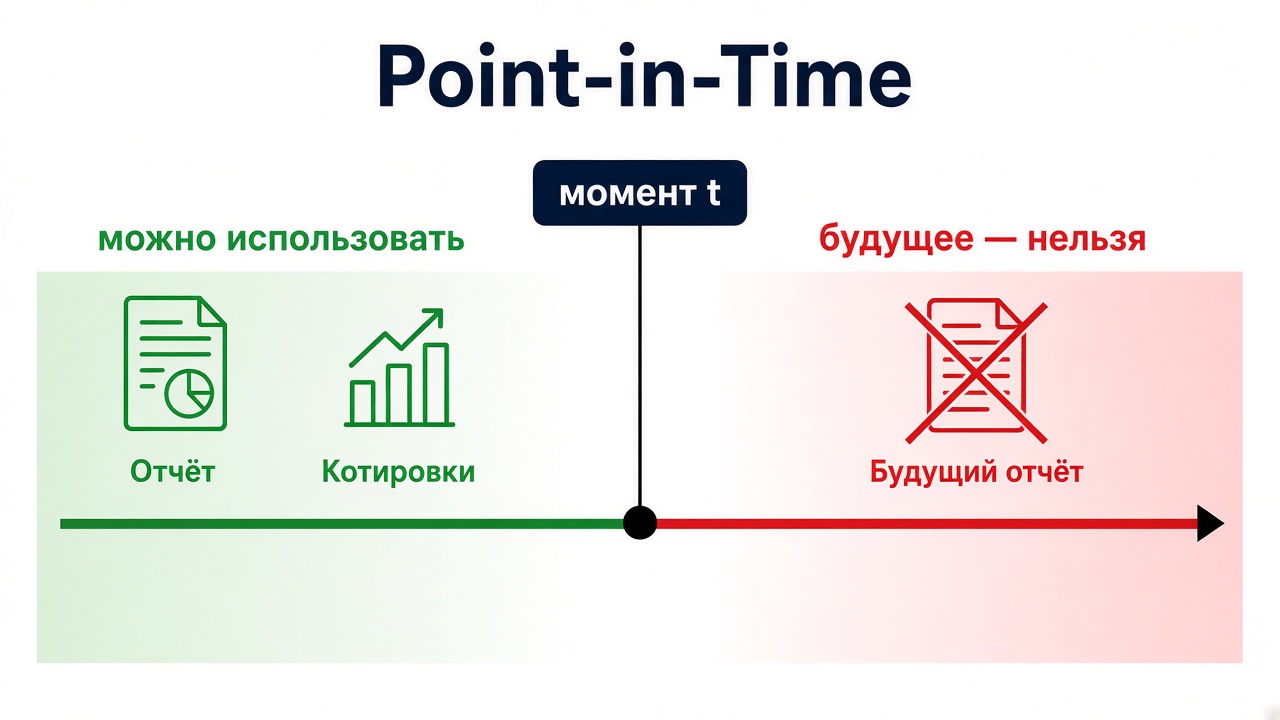 Point-in-Time
момент t
можно использовать
будущее — нельзя
Отчёт
Котировки
Будущий отчёт